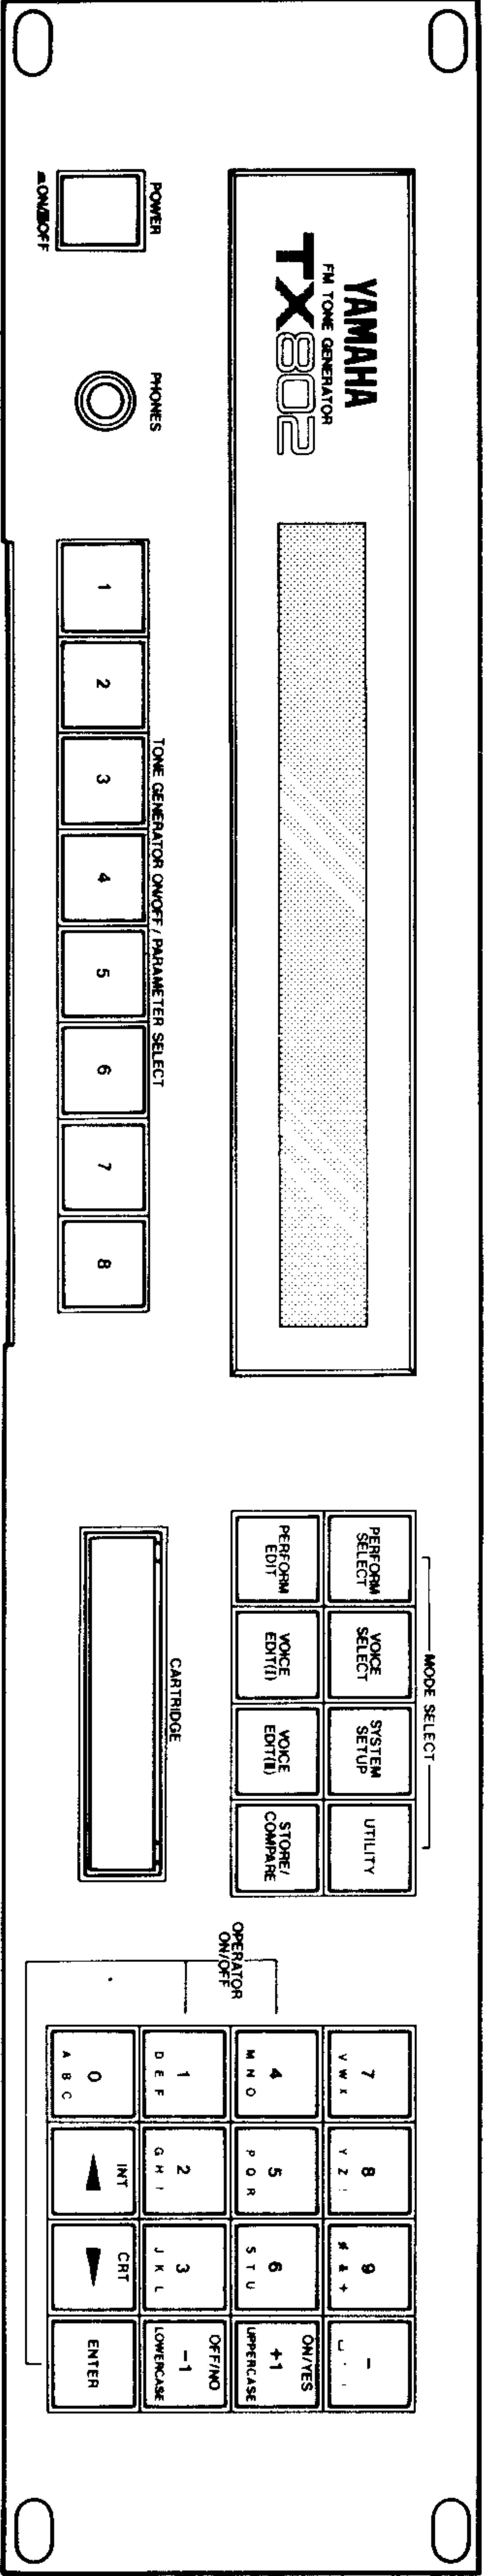 YAMAHA
FM TONE GENERATOR
TX802
POWER
ON/OFF
PHONES
TONE GENERATOR ON/OFF / PARAMETER SELECT
1 2 3 4 5 6 7 8
MODE SELECT
PERFORM SELECT
VOICE SELECT
SYSTEM SETUP
UTILITY
PERFORM EDIT
VOICE EDIT(I)
VOICE EDIT(II)
STORE/ COMPARE
CARTRIDGE
OPERATOR
ON/OFF
7
V W X
8
Y Z !
9
# & +
-
4
M N O
5
P Q R
6
S T U
ON/YES
+1
UPPERCASE
1
D E F
2
G H I
3
J K L
OFF/NO
-1
LOWERCASE
0
A B C
INT
CRT
ENTER